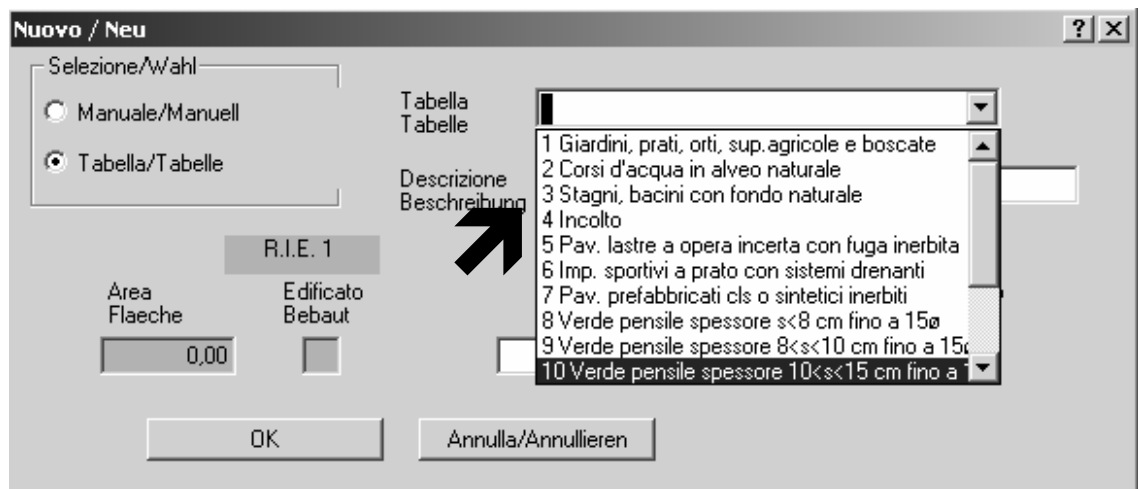 Nuovo / Neu
Selezione/Wahl
Manuale/Manuell
Tabella/Tabelle
Tabella
Tabelle
Descrizione
Beschreibung
1 Giardini, prati, orti, sup.agricole e boscate
2 Corsi d'acqua in alveo naturale
3 Stagni, bacini con fondo naturale
4 Incolto
5 Pav. lastre a opera incerta con fuga inerbita
6 Imp. sportivi a prato con sistemi drenanti
7 Pav. prefabbricati cls o sintetici inerbiti
8 Verde pensile spessore s<8 cm fino a 15ø
9 Verde pensile spessore 8<s<10 cm fino a 15ø
10 Verde pensile spessore 10<s<15 cm fino a 1
R.I.E. 1
Area
Flaeche
Edificato
Bebaut
0,00
OK
Annulla/Annullieren